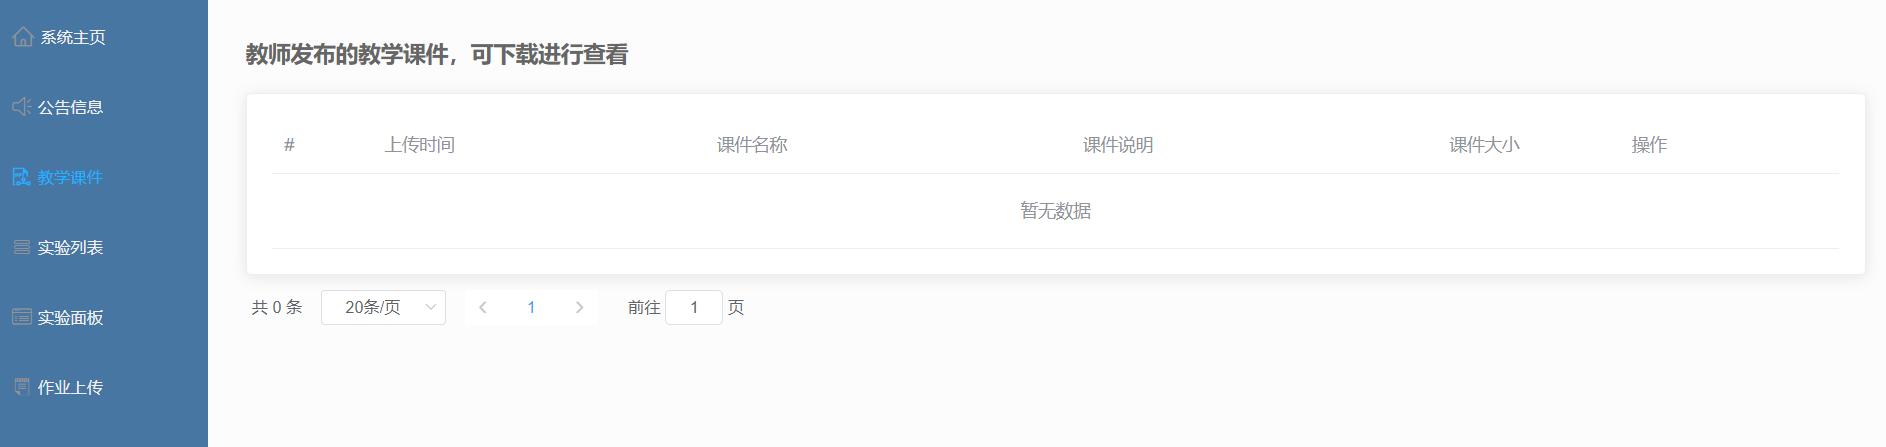 系统主页
公告信息
教学课件
实验列表
实验面板
作业上传
教师发布的教学课件，可下载进行查看
# 上传时间 课件名称 课件说明 课件大小 操作
暂无数据
共 0 条 20条/页 1 前往 1 页